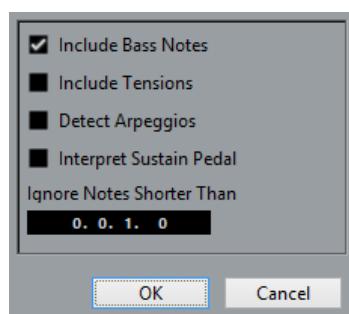 Include Bass Notes
Include Tensions
Detect Arpeggios
Interpret Sustain Pedal
Ignore Notes Shorter Than
0. 0. 1. 0
OK Cancel